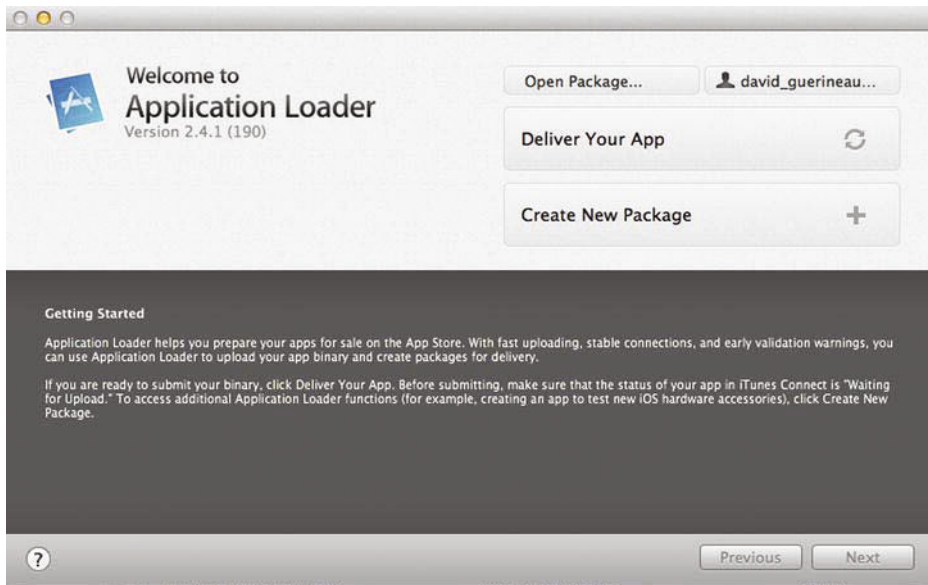 Welcome to
Application Loader
Version 2.4.1 (190)
Open Package...
david_guerineau...
Deliver Your App
Create New Package
Getting Started
Application Loader helps you prepare your apps for sale on the App Store. With fast uploading, stable connections, and early validation warnings, you
can use Application Loader to upload your app binary and create packages for delivery.
If you are ready to submit your binary, click Deliver Your App. Before submitting, make sure that the status of your app in iTunes Connect is "Waiting
for Upload." To access additional Application Loader functions (for example, creating an app to test new iOS hardware accessories), click Create New
Package.
?
Previous
Next